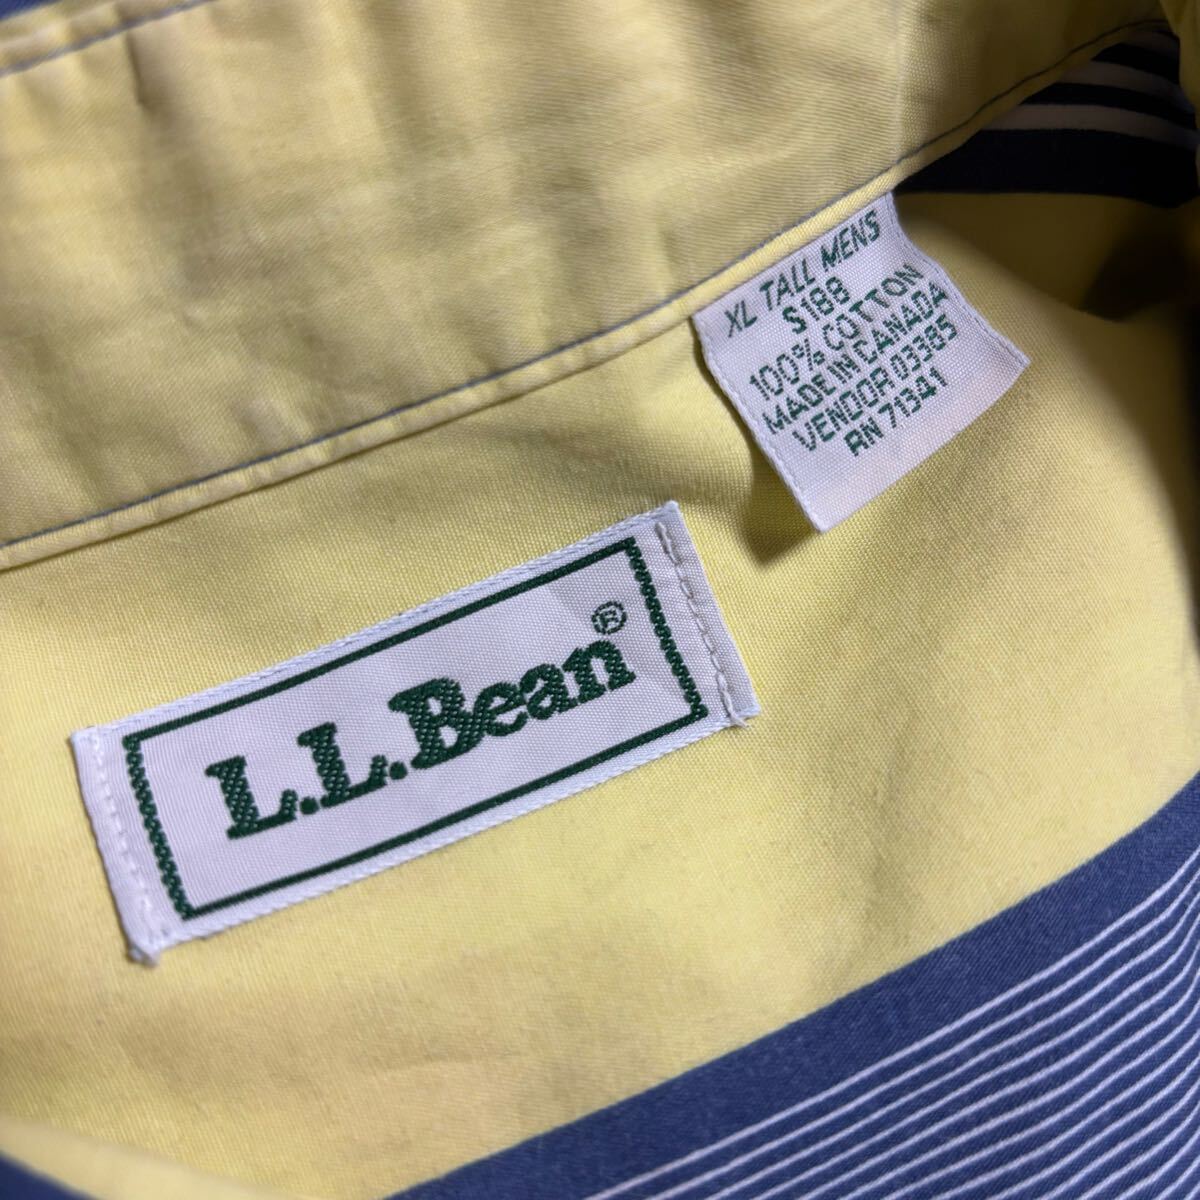 XL TALL MENS
S188
100% COTTON
MADE IN CANADA
VENDOR 03385
RN 71341
L.L.Bean®